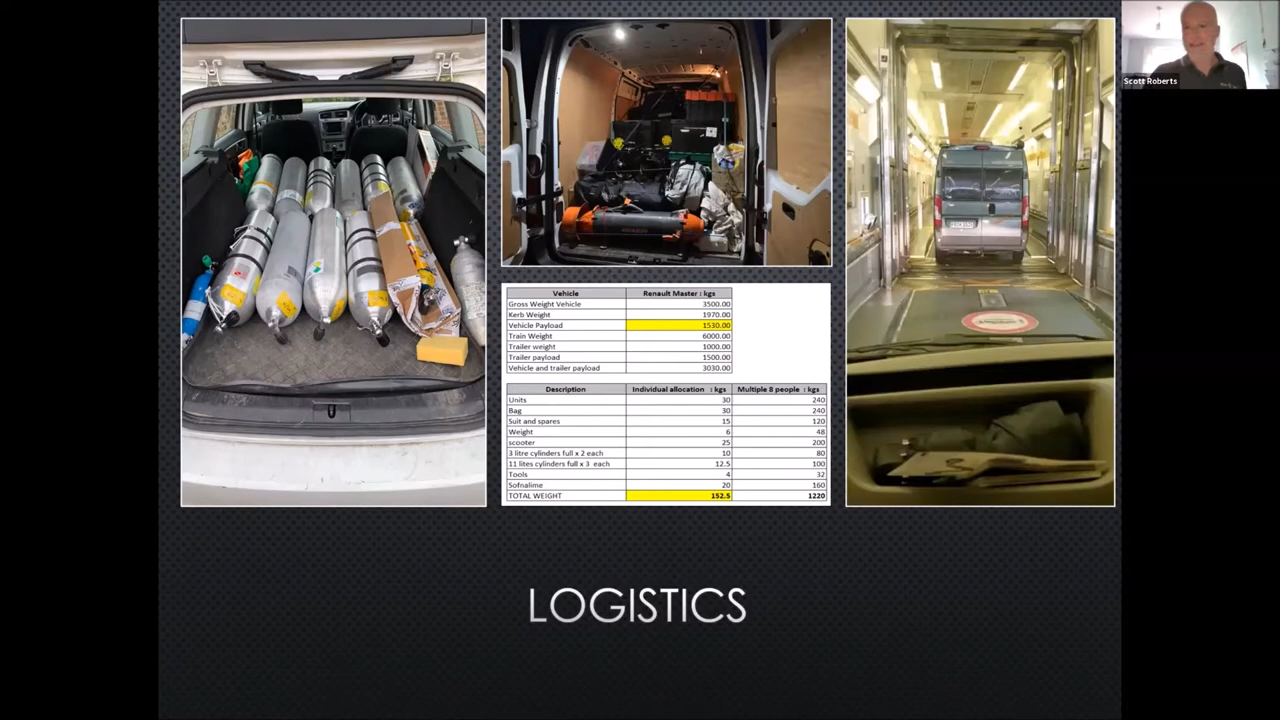 Scott Roberts
Vehicle Renault Master : kgs
Gross Weight Vehicle 3500.00
Kerb Weight 1970.00
Vehicle Payload 1530.00
Train Weight 6000.00
Trailer weight 1000.00
Trailer payload 1500.00
Vehicle and trailer payload 3030.00
Description Individual allocation : kgs Multiple 8 people : kgs
Units 30 240
Bag 30 240
Suit and spares 15 120
Weight 6 48
scooter 25 200
3 litre cylinders full x 2 each 10 80
11 lites cylinders full x 3 each 12.5 100
Tools 4 32
Sofnalime 20 160
TOTAL WEIGHT 152.5 1220
LOGISTICS